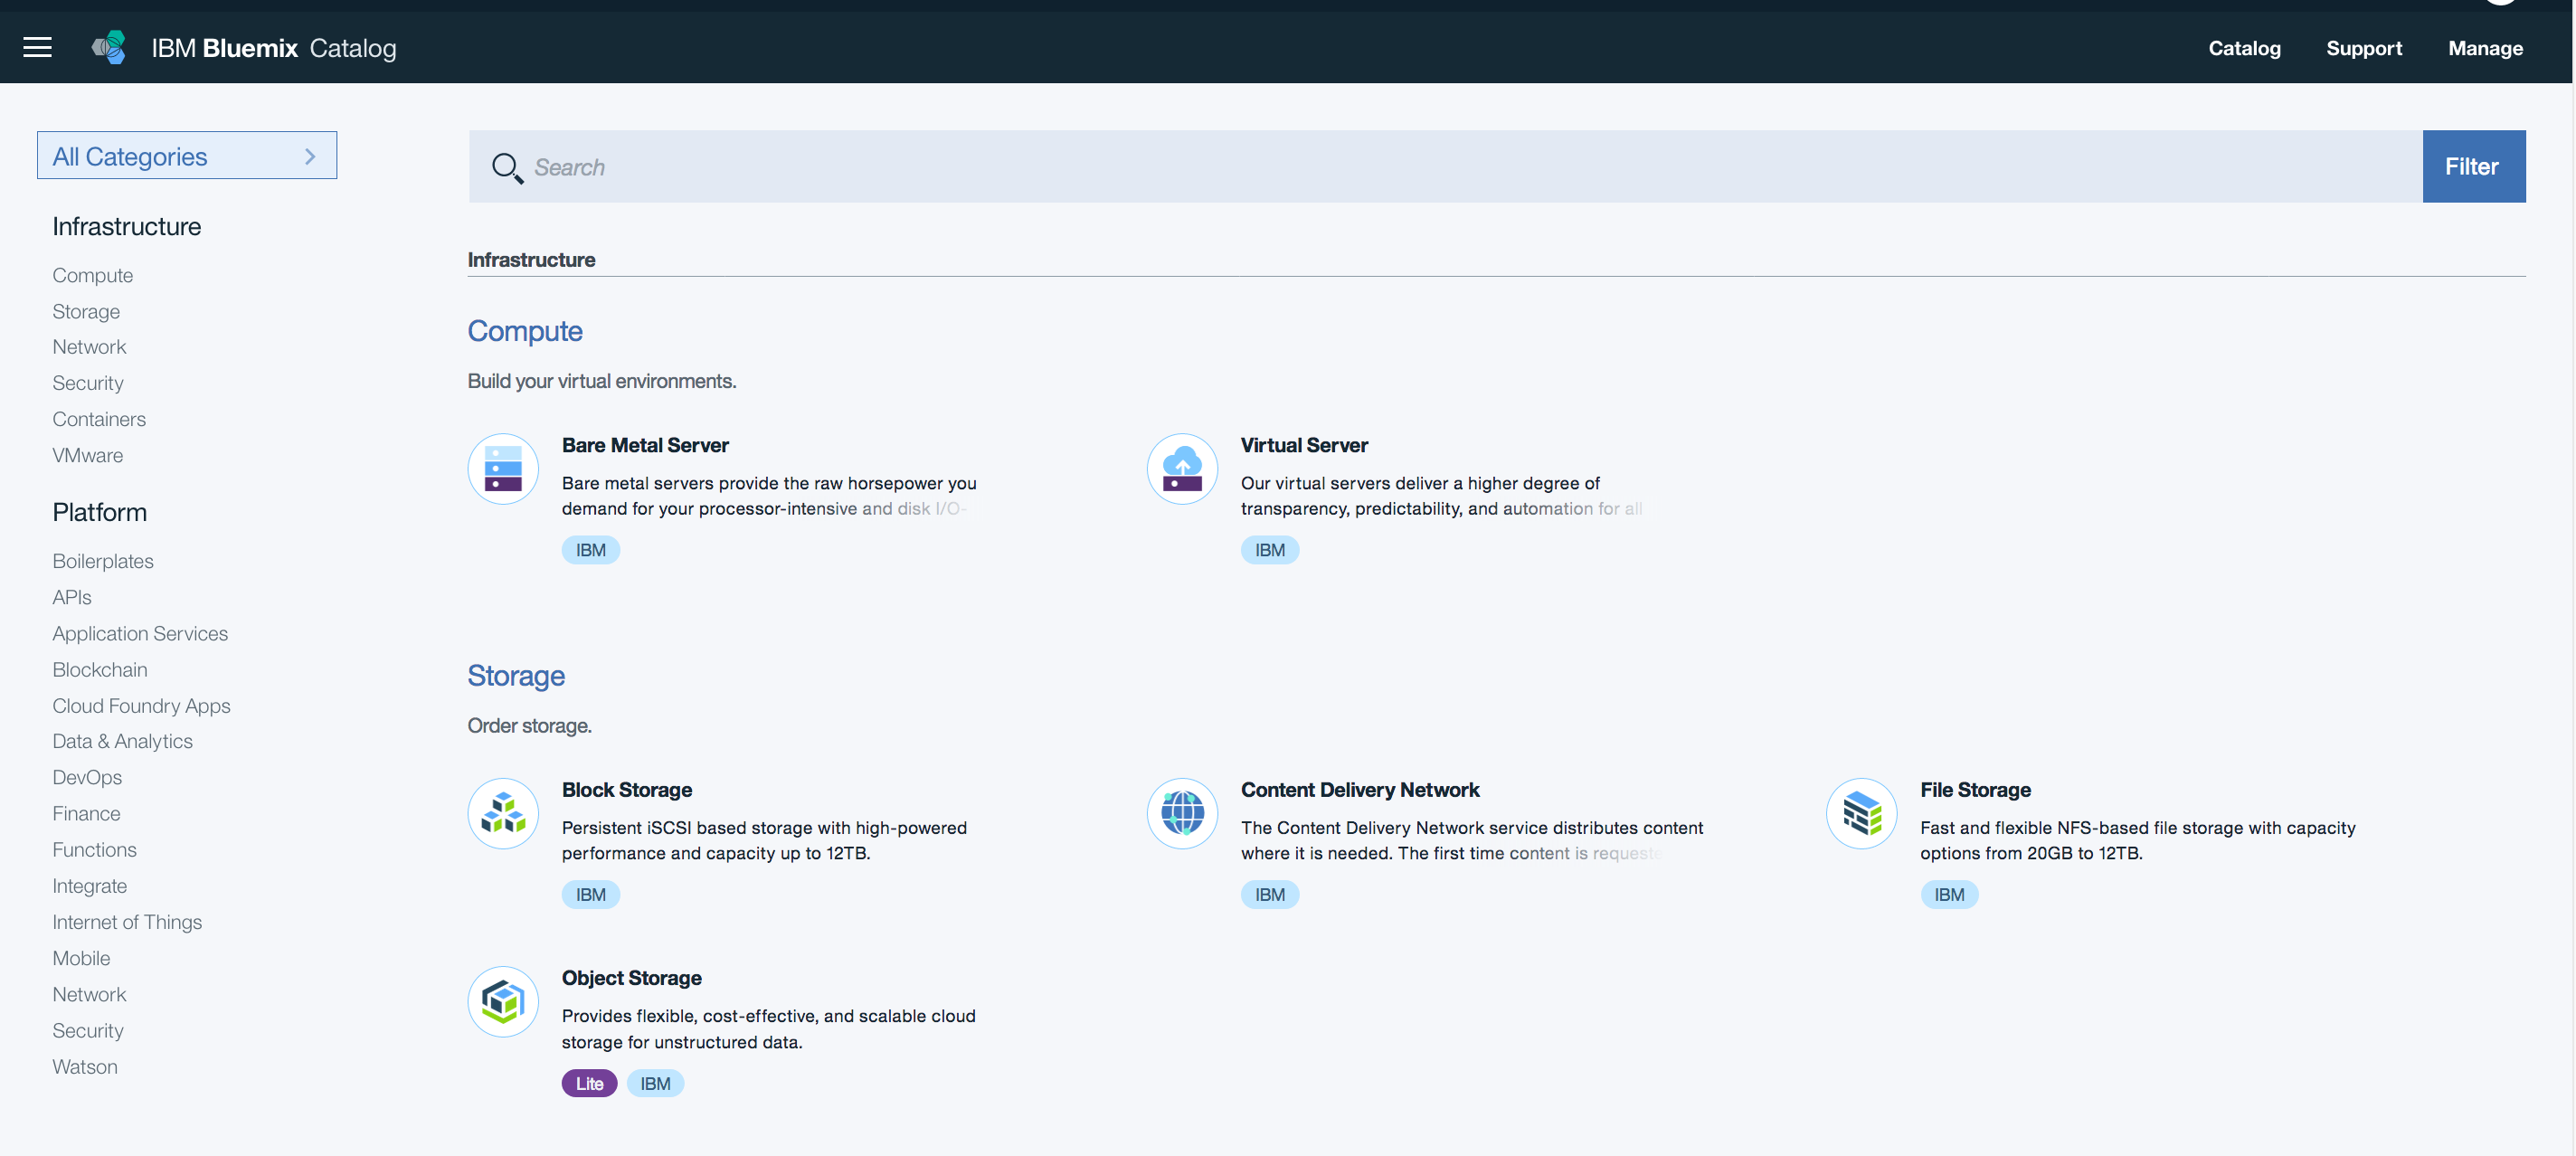 IBM Bluemix Catalog
Catalog Support Manage
All Categories
Infrastructure
Compute
Storage
Network
Security
Containers
VMware
Platform
Boilerplates
APIs
Application Services
Blockchain
Cloud Foundry Apps
Data & Analytics
DevOps
Finance
Functions
Integrate
Internet of Things
Mobile
Network
Security
Watson
Search
Filter
Infrastructure
Compute
Build your virtual environments.
Bare Metal Server
Bare metal servers provide the raw horsepower you
demand for your processor-intensive and disk I/O-
IBM
Virtual Server
Our virtual servers deliver a higher degree of
transparency, predictability, and automation for all
IBM
Storage
Order storage.
Block Storage
Persistent iSCSI based storage with high-powered
performance and capacity up to 12TB.
IBM
Content Delivery Network
The Content Delivery Network service distributes content
where it is needed. The first time content is requeste
IBM
File Storage
Fast and flexible NFS-based file storage with capacity
options from 20GB to 12TB.
IBM
Object Storage
Provides flexible, cost-effective, and scalable cloud
storage for unstructured data.
Lite IBM